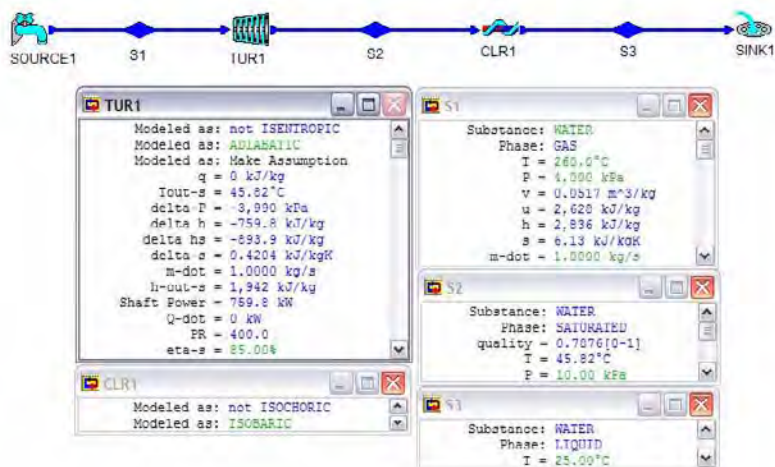 SOURCE1 S1 TUR1 S2 CLR1 S3 SINK1
TUR1
Modeled as: not ISENTROPIC
Modeled as: ADIABATIC
Modeled as: Make Assumption
q = 0 kJ/kg
Tout-s = 45.82°C
delta P = -3,990 kPa
delta h = -759.8 kJ/kg
delta hs = -893.9 kJ/kg
delta s = 0.4204 kJ/kgK
m-dot = 1.0000 kg/s
h-out-s = 1,942 kJ/kg
Shaft Power = 759.8 kW
Q-dot = 0 kW
PR = 400.0
eta-s = 85.00%
CLR1
Modeled as: not ISOCHORIC
Modeled as: ISOBARIC
S1
Substance: WATER
Phase: GAS
T = 260.0°C
P = 4,000 kPa
v = 0.0517 m^3/kg
u = 2,628 kJ/kg
h = 2,836 kJ/kg
s = 6.13 kJ/kgK
m-dot = 1.0000 kg/s
S2
Substance: WATER
Phase: SATURATED
quality = 0.7876[0-1]
T = 45.82°C
P = 10.00 kPa
S3
Substance: WATER
Phase: LIQUID
T = 25.00°C